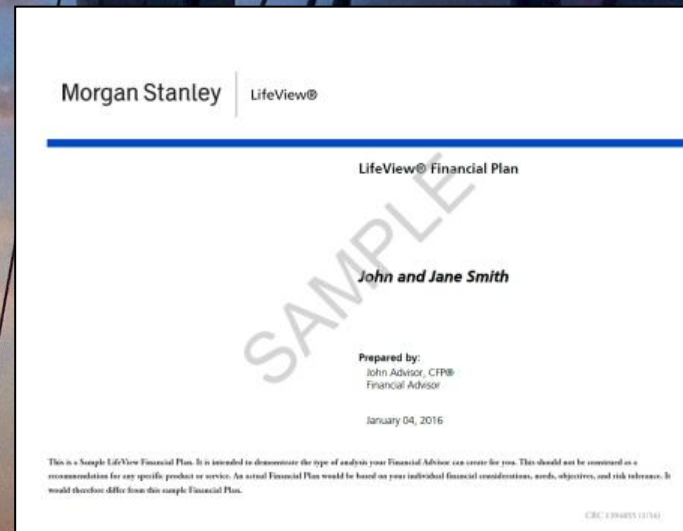 Morgan Stanley
LifeView®
LifeView® Financial Plan
SAMPLE
John and Jane Smith
Prepared by:
John Advisor, CFP®
Financial Advisor
January 04, 2016
This is a Sample LifeView Financial Plan. It is intended to demonstrate the type of analysis your Financial Advisor can create for you. This should not be construed as a
recommendation for any specific product or service. An actual Financial Plan would be based on your individual financial considerations, needs, objectives, and risk tolerance. It
would therefore differ from this sample Financial Plan.